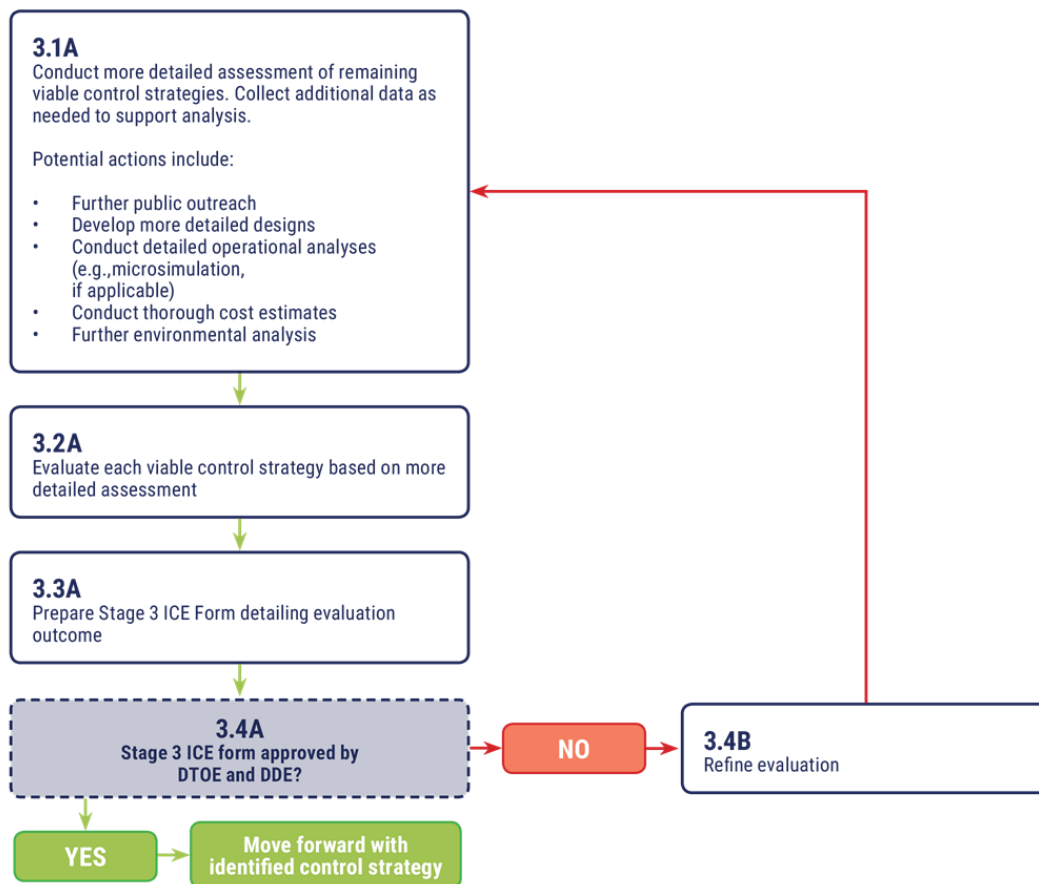 3.1A
Conduct more detailed assessment of remaining
viable control strategies. Collect additional data as
needed to support analysis.
Potential actions include:
• Further public outreach
• Develop more detailed designs
• Conduct detailed operational analyses
(e.g.,microsimulation,
if applicable)
• Conduct thorough cost estimates
• Further environmental analysis
3.2A
Evaluate each viable control strategy based on more
detailed assessment
3.3A
Prepare Stage 3 ICE Form detailing evaluation
outcome
3.4A
Stage 3 ICE form approved by
DTOE and DDE?
NO
3.4B
Refine evaluation
YES
Move forward with
identified control strategy